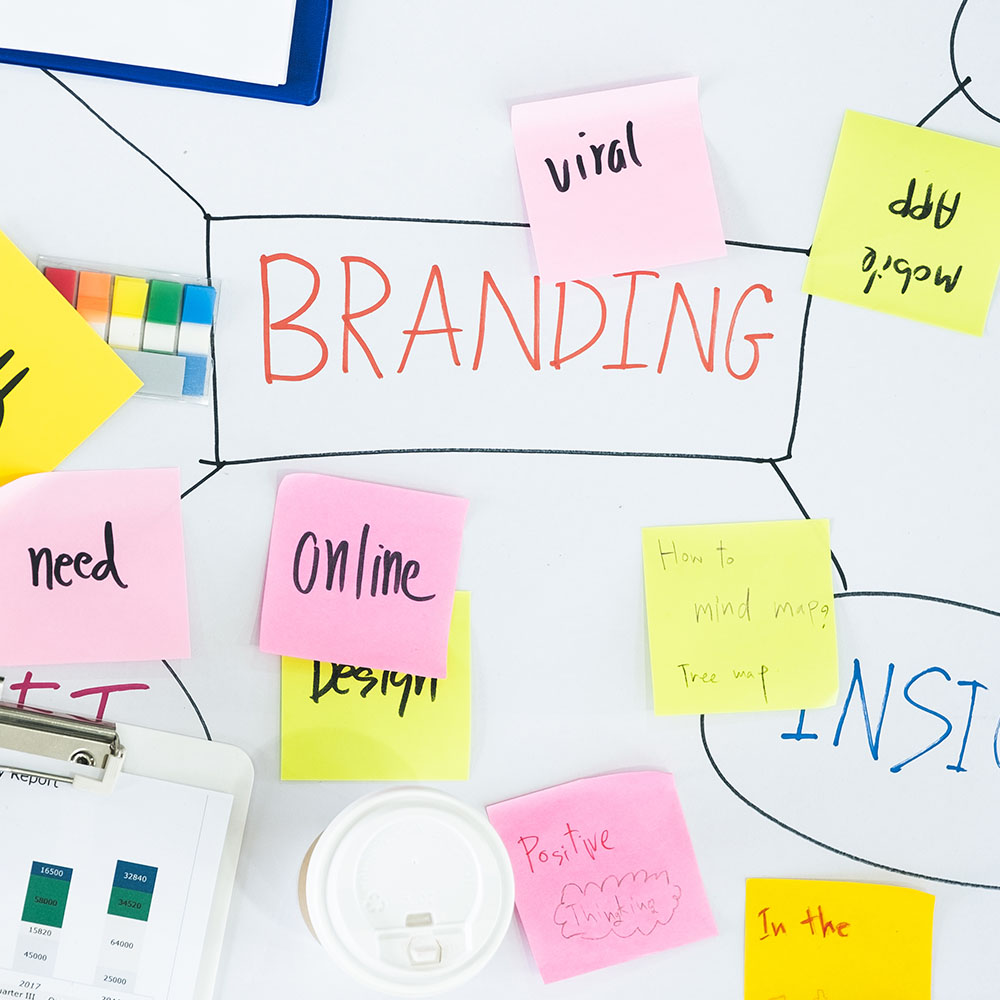 viral
mobile
App
BRANDING
need
online
Design
How to
mind map?
Tree map
INSI
Positive
Thingking
In the
Report
16500
58000
15820
45000
2017
32840
34520
64000
25000